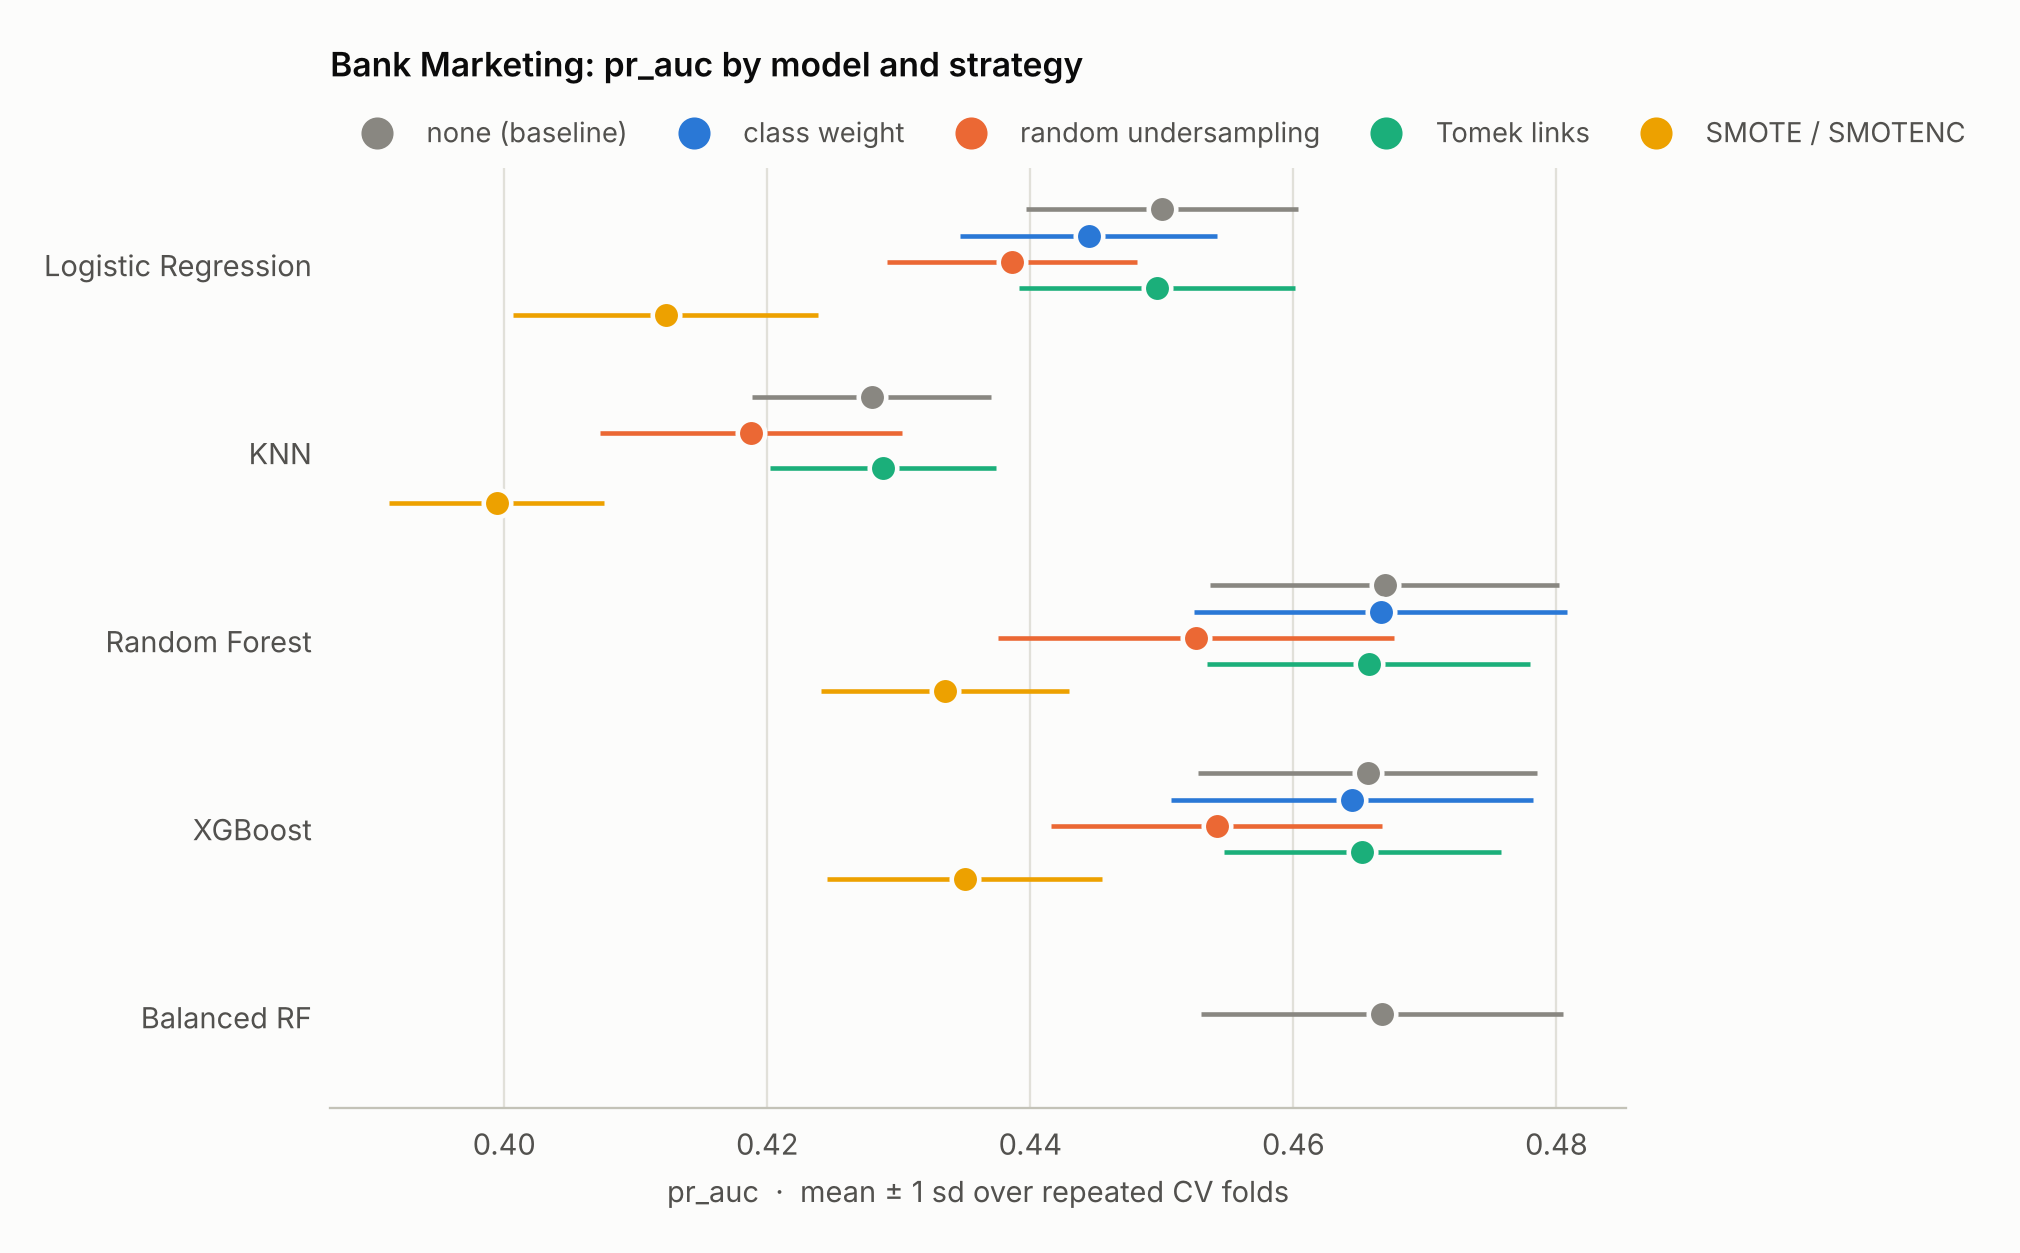 Bank Marketing: pr_auc by model and strategy
none (baseline) class weight random undersampling Tomek links SMOTE / SMOTENC
Logistic Regression
KNN
Random Forest
XGBoost
Balanced RF
0.40 0.42 0.44 0.46 0.48
pr_auc · mean ± 1 sd over repeated CV folds